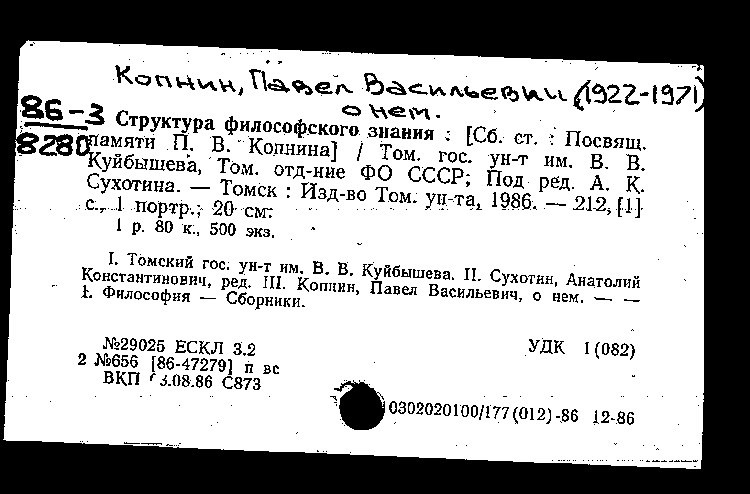 Копнин, Павел Васильевич (1922-1971)
о нем.
86-3
8280
Структура философского знания : [Сб. ст. : Посвящ.
памяти П. В. Копнина] / Том. гос. ун-т им. В. В.
Куйбышева, Том. отд-ние ФО СССР; Под ред. А. К.
Сухотина. — Томск : Изд-во Том. ун-та, 1986. — 212, [1]
с., 1 портр.; 20 см.
1 р. 80 к., 500 экз.
I. Томский гос. ун-т им. В. В. Куйбышева. II. Сухотин, Анатолий
Константинович, ред. III. Копнин, Павел Васильевич, о нем. — —
1. Философия — Сборники.
№29025 ЕСКЛ 3.2
УДК 1(082)
2 №656 [86-47279] п вс
ВКП 3.08.86 С873
0302020100/177(012)-86 12-86